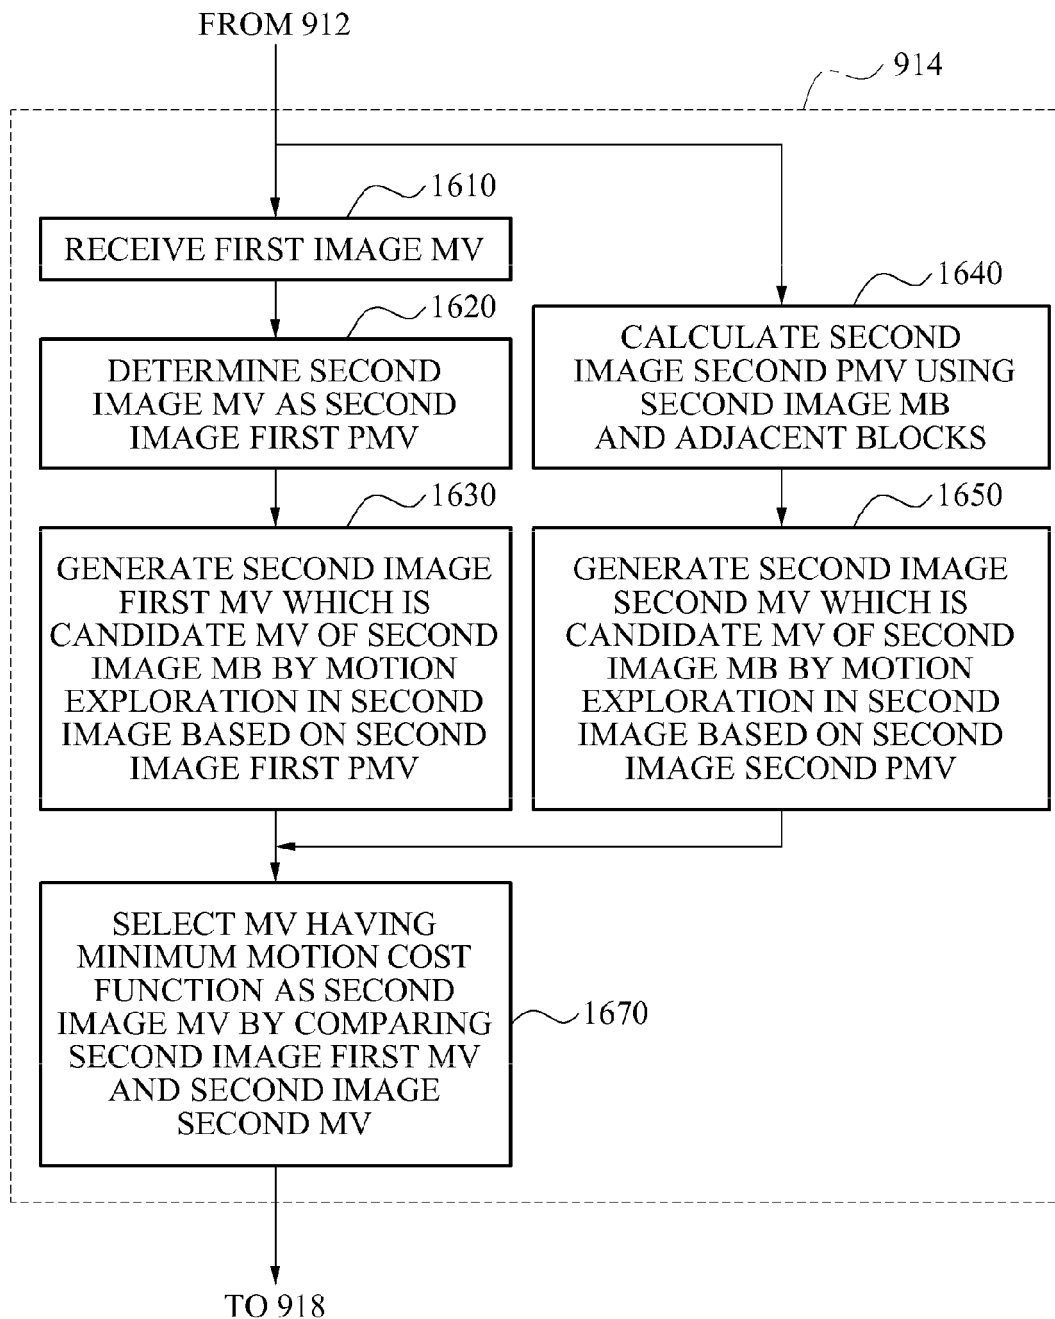 FROM 912
914
1610
RECEIVE FIRST IMAGE MV
1620
DETERMINE SECOND
IMAGE MV AS SECOND
IMAGE FIRST PMV
1640
CALCULATE SECOND
IMAGE SECOND PMV USING
SECOND IMAGE MB
AND ADJACENT BLOCKS
1630
GENERATE SECOND IMAGE
FIRST MV WHICH IS
CANDIDATE MV OF SECOND
IMAGE MB BY MOTION
EXPLORATION IN SECOND
IMAGE BASED ON SECOND
IMAGE FIRST PMV
1650
GENERATE SECOND IMAGE
SECOND MV WHICH IS
CANDIDATE MV OF SECOND
IMAGE MB BY MOTION
EXPLORATION IN SECOND
IMAGE BASED ON SECOND
IMAGE SECOND PMV
SELECT MV HAVING
MINIMUM MOTION COST
FUNCTION AS SECOND
IMAGE MV BY COMPARING
SECOND IMAGE FIRST MV
AND SECOND IMAGE
SECOND MV
1670
TO 918